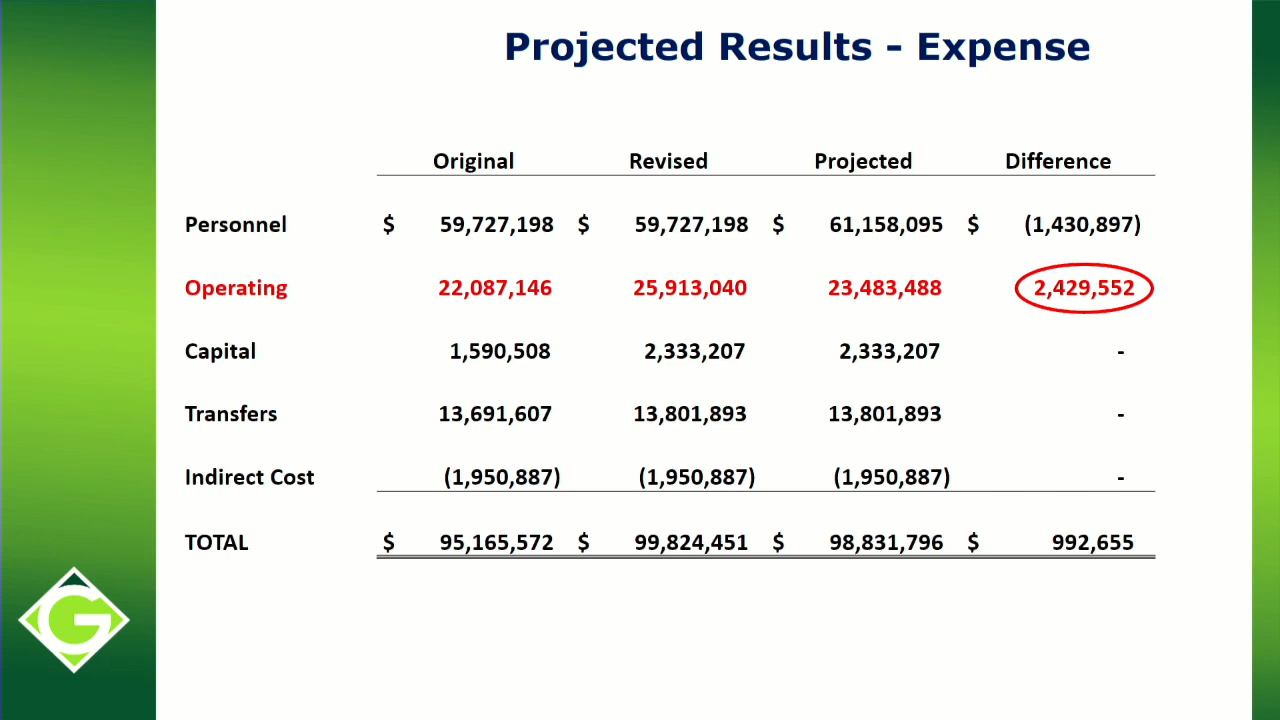 Projected Results - Expense
Original Revised Projected Difference
Personnel $ 59,727,198 $ 59,727,198 $ 61,158,095 $ (1,430,897)
Operating 22,087,146 25,913,040 23,483,488 2,429,552
Capital 1,590,508 2,333,207 2,333,207 -
Transfers 13,691,607 13,801,893 13,801,893 -
Indirect Cost (1,950,887) (1,950,887) (1,950,887) -
TOTAL $ 95,165,572 $ 99,824,451 $ 98,831,796 $ 992,655
G